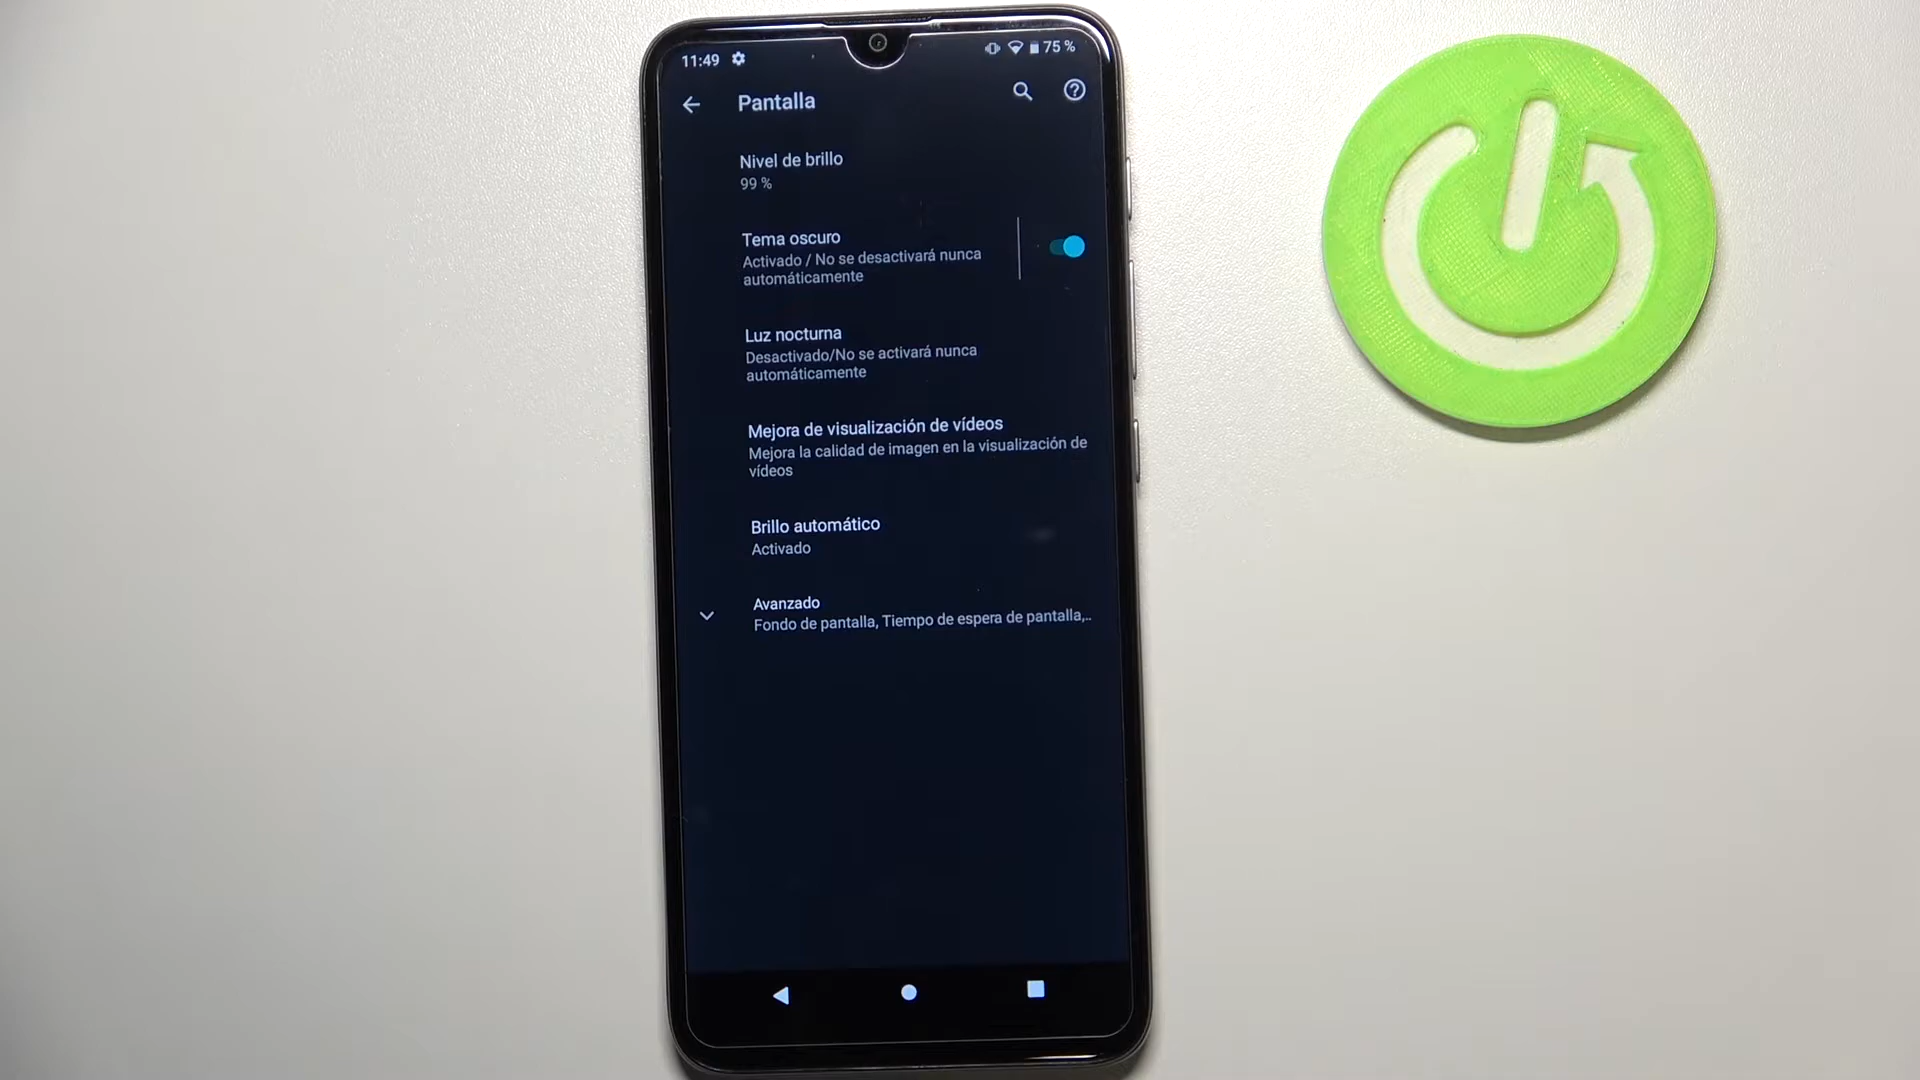 11:49
75 %
Pantalla
Nivel de brillo
99 %
Tema oscuro
Activado / No se desactivará nunca
automáticamente
Luz nocturna
Desactivado/No se activará nunca
automáticamente
Mejora de visualización de vídeos
Mejora la calidad de imagen en la visualización de
vídeos
Brillo automático
Activado
Avanzado
Fondo de pantalla, Tiempo de espera de pantalla,..